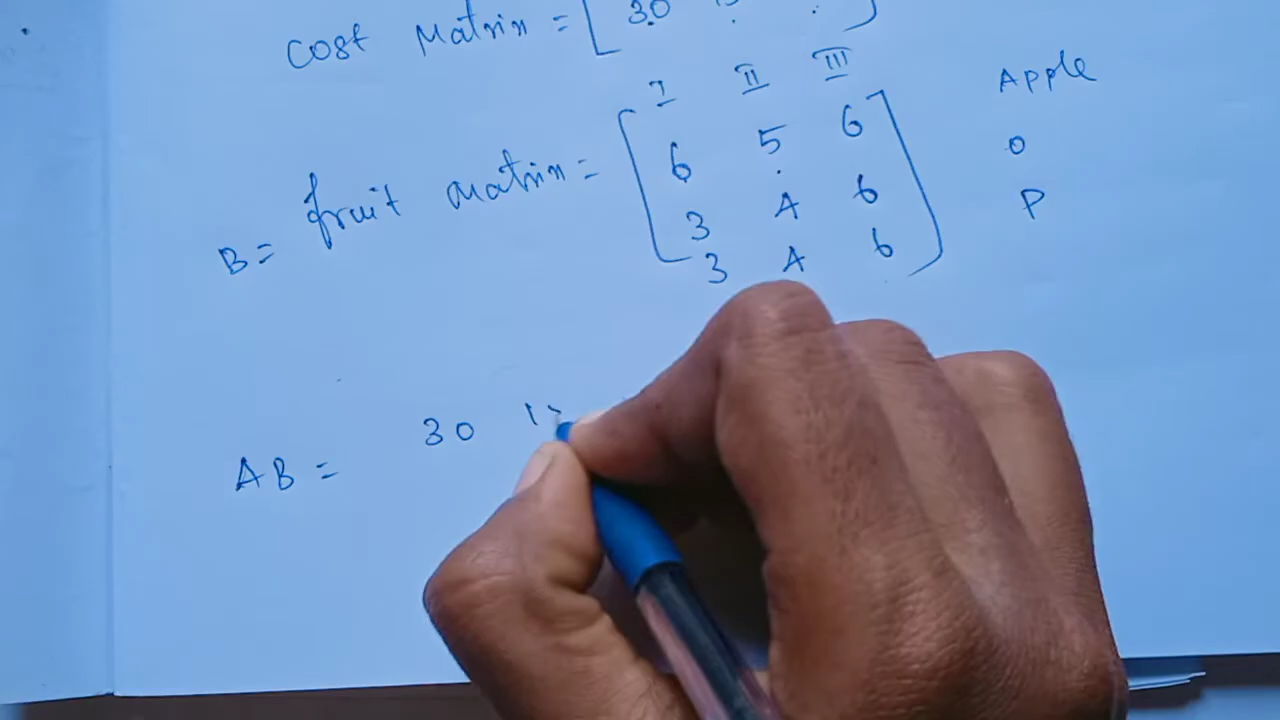 Cost Matrix = [ 30
I II III Apple
B = fruit Matrix = [ 6 5 6 ] O
3 4 6 P
3 4 6
AB = 30